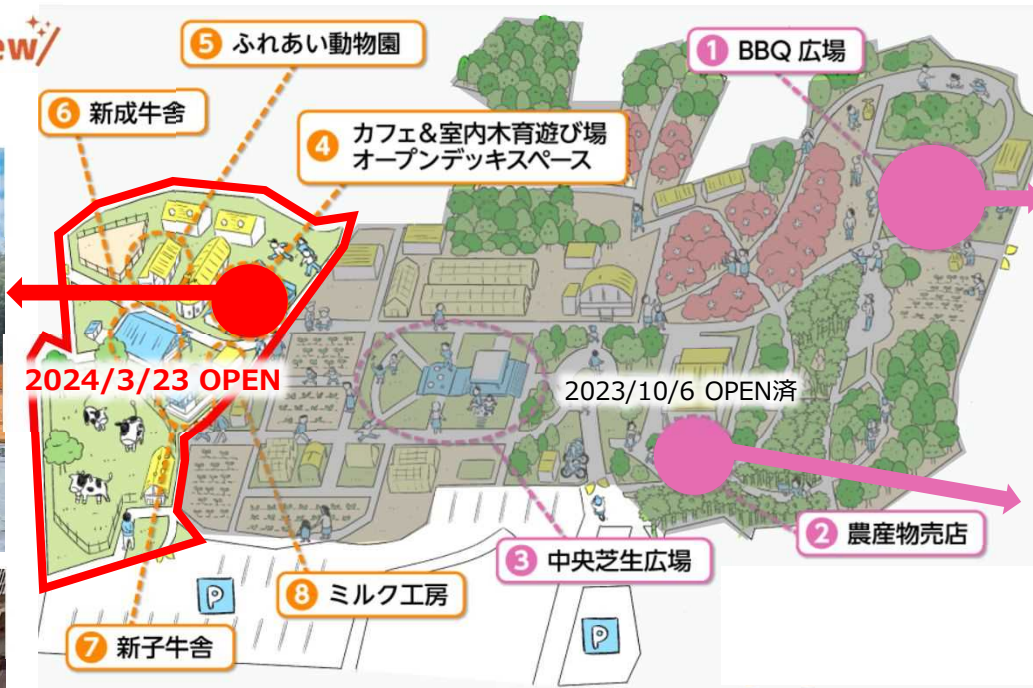 ew
⑤ ふれあい動物園
① BBQ 広場
⑥ 新成牛舎
④ カフェ&室内木育遊び場
オープンデッキスペース
2024/3/23 OPEN
2023/10/6 OPEN済
② 農産物売店
③ 中央芝生広場
⑧ ミルク工房
P
P
⑦ 新子牛舎